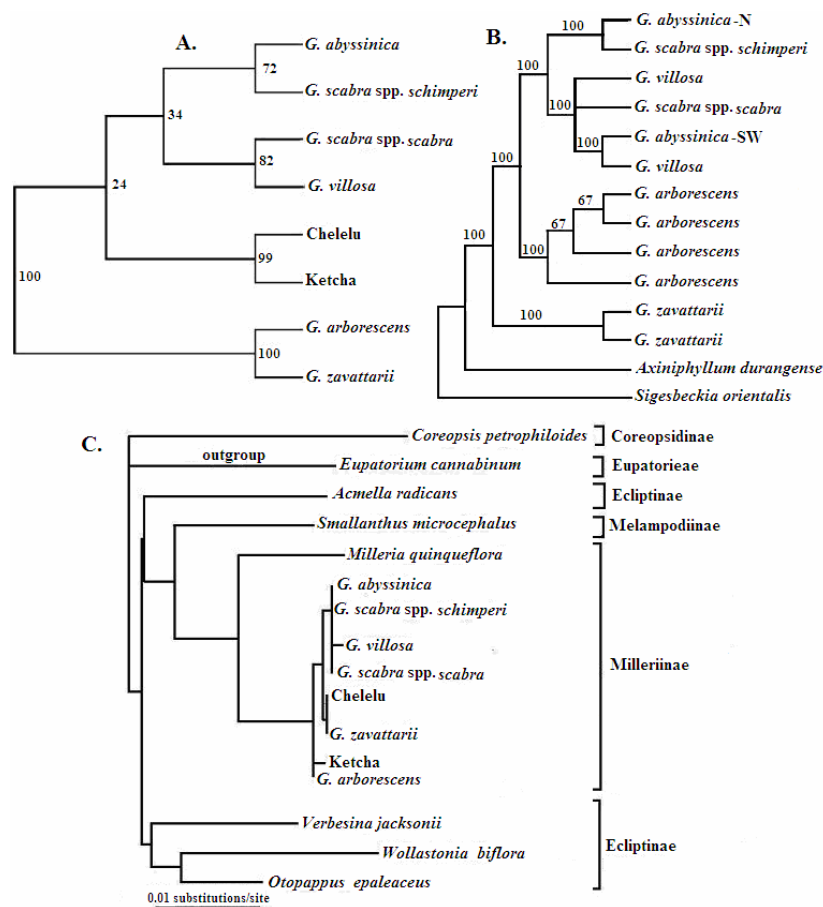 A.
G. abyssinica
72
G. scabra spp. schimperi
34
G. scabra spp. scabra
82
24
G. villosa
Chelelu
99
100
Ketcha
G. arborescens
100
G. zavattarii
B.
G. abyssinica-N
100
G. scabra spp. schimperi
100
G. villosa
100
G. scabra spp. scabra
G. abyssinica-SW
100
100
G. villosa
G. arborescens
67
G. arborescens
67
100
100
G. arborescens
G. arborescens
G. zavattarii
100
G. zavattarii
Axiniphyllum durangense
Sigesbeckia orientalis
C.
Coreopsis petrophiloides
Coreopsidinae
outgroup
Eupatorium cannabinum
Eupatorieae
Acmella radicans
Ecliptinae
Smallanthus microcephalus
Melampodiinae
Milleria quinqueflora
G. abyssinica
G. scabra spp. schimperi
G. villosa
Milleriinae
G. scabra spp. scabra
Chelelu
G. zavattarii
Ketcha
G. arborescens
Verbesina jacksonii
Ecliptinae
Wollastonia biflora
Otopappus epaleaceus
0.01 substitutions/site